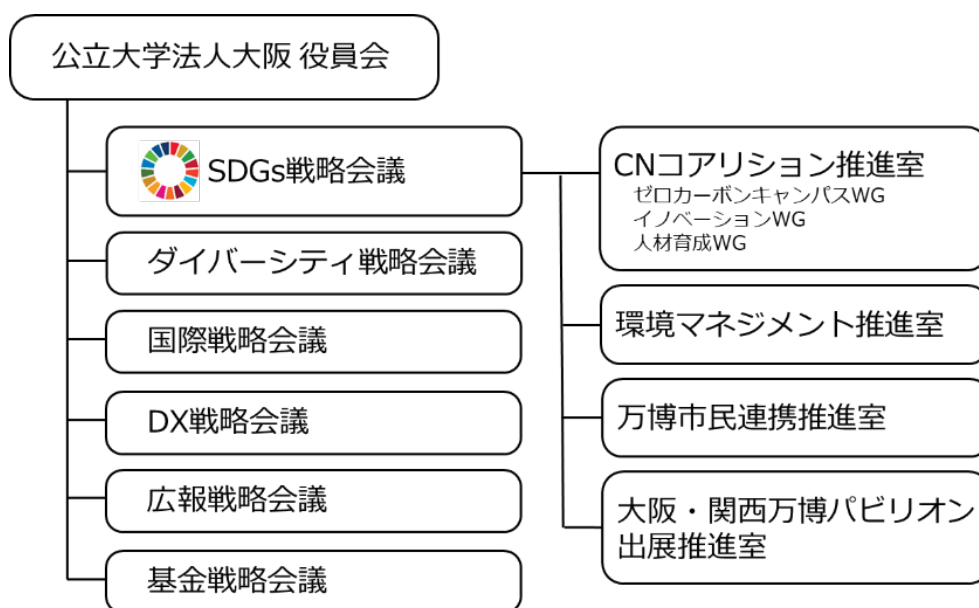 公立大学法人大阪 役員会
SDGs戦略会議
ダイバーシティ戦略会議
国際戦略会議
DX戦略会議
広報戦略会議
基金戦略会議
CNコアリション推進室
ゼロカーボンキャンパスWG
イノベーションWG
人材育成WG
環境マネジメント推進室
万博市民連携推進室
大阪・関西万博パビリオン
出展推進室